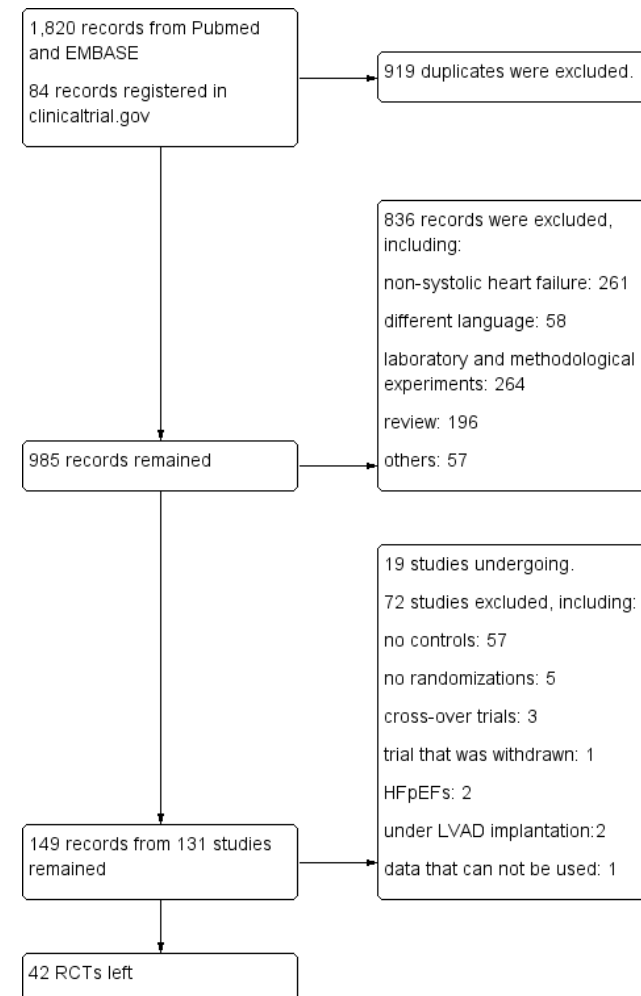 1,820 records from Pubmed
and EMBASE
84 records registered in
clinicaltrial.gov
919 duplicates were excluded.
836 records were excluded,
including:
non-systolic heart failure: 261
different language: 58
laboratory and methodological
experiments: 264
review: 196
others: 57
985 records remained
19 studies undergoing.
72 studies excluded, including:
no controls: 57
no randomizations: 5
cross-over trials: 3
trial that was withdrawn: 1
HFpEFs: 2
under LVAD implantation:2
data that can not be used: 1
149 records from 131 studies
remained
42 RCTs left